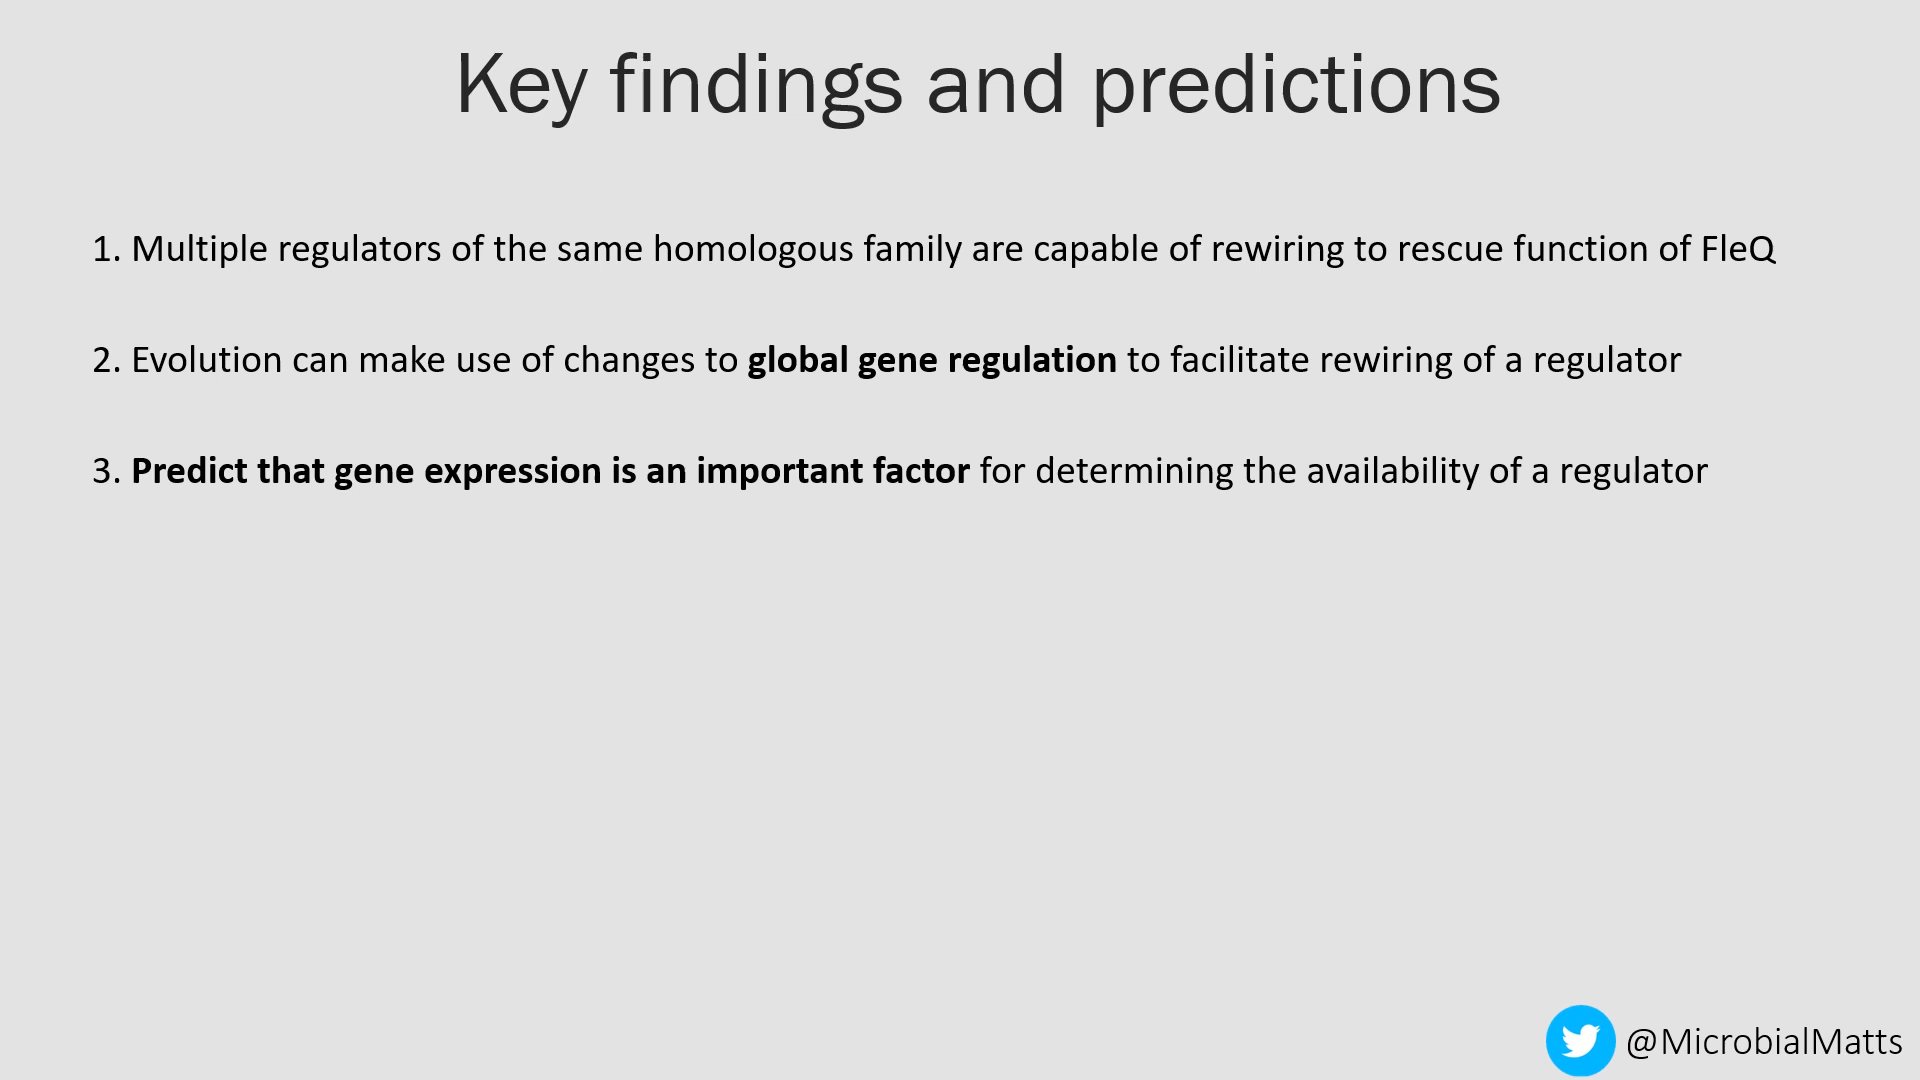 Key findings and predictions
1. Multiple regulators of the same homologous family are capable of rewiring to rescue function of FleQ
2. Evolution can make use of changes to global gene regulation to facilitate rewiring of a regulator
3. Predict that gene expression is an important factor for determining the availability of a regulator
@MicrobialMatts